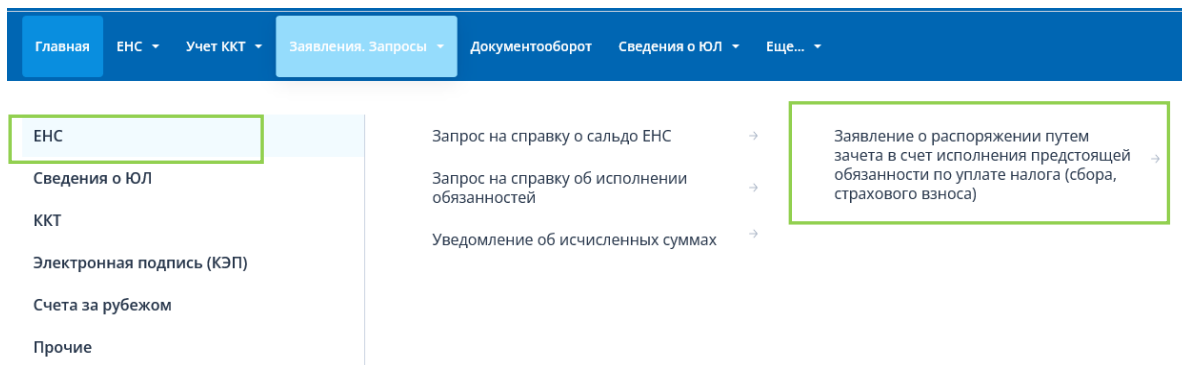 Главная ЕНС Учет ККТ Заявления. Запросы Документооборот Сведения о ЮЛ Еще...
ЕНС
Сведения о ЮЛ
ККТ
Электронная подпись (КЭП)
Счета за рубежом
Прочие
Запрос на справку о сальдо ЕНС
Запрос на справку об исполнении
обязанностей
Уведомление об исчисленных суммах
Заявление о распоряжении путем
зачета в счет исполнения предстоящей
обязанности по уплате налога (сбора,
страхового взноса)